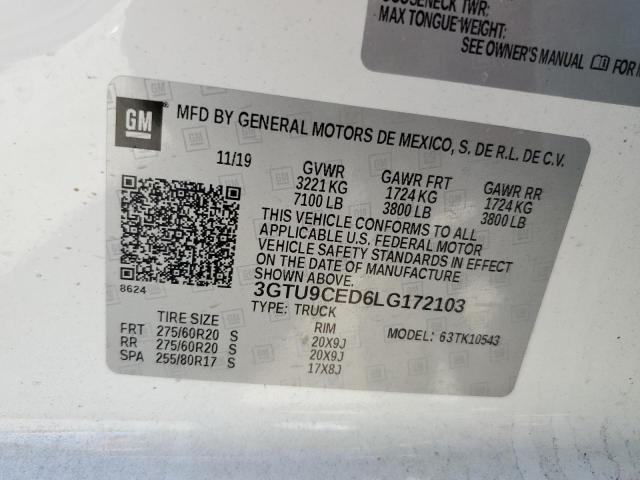 TWR:
MAX TONGUE WEIGHT:
SEE OWNER'S MANUAL FOR
GM
MFD BY GENERAL MOTORS DE MEXICO, S. DE R.L. DE C.V.
11/19 GVWR GAWR FRT GAWR RR
3221 KG 1724 KG 1724 KG
7100 LB 3800 LB 3800 LB
THIS VEHICLE CONFORMS TO ALL
APPLICABLE U.S. FEDERAL MOTOR
VEHICLE SAFETY STANDARDS IN EFFECT
ON THE DATE OF MANUFACTURE
8624
3GTU9CED6LG172103
TYPE: TRUCK
TIRE SIZE RIM MODEL: 63TK10543
FRT 275/60R20 S 20X9J
RR 275/60R20 S 20X9J
SPA 255/80R17 S 17X8J